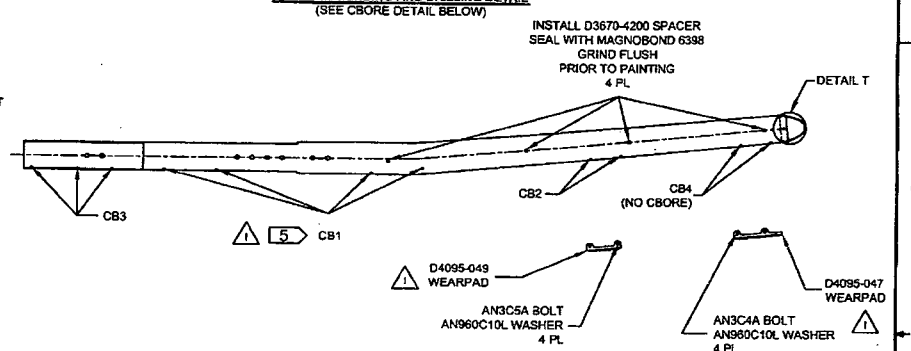 (SEE CBORE DETAIL BELOW)
INSTALL D3670-4200 SPACER
SEAL WITH MAGNOBOND 6398
GRIND FLUSH
PRIOR TO PAINTING
4 PL
DETAIL T
CB3
1 5 CB1
CB2
CB4
(NO CBORE)
1 D4095-049
WEARPAD
AN3C5A BOLT
AN960C10L WASHER
4 PL
D4095-047
WEARPAD
1
AN3C4A BOLT
AN960C10L WASHER
4 PL